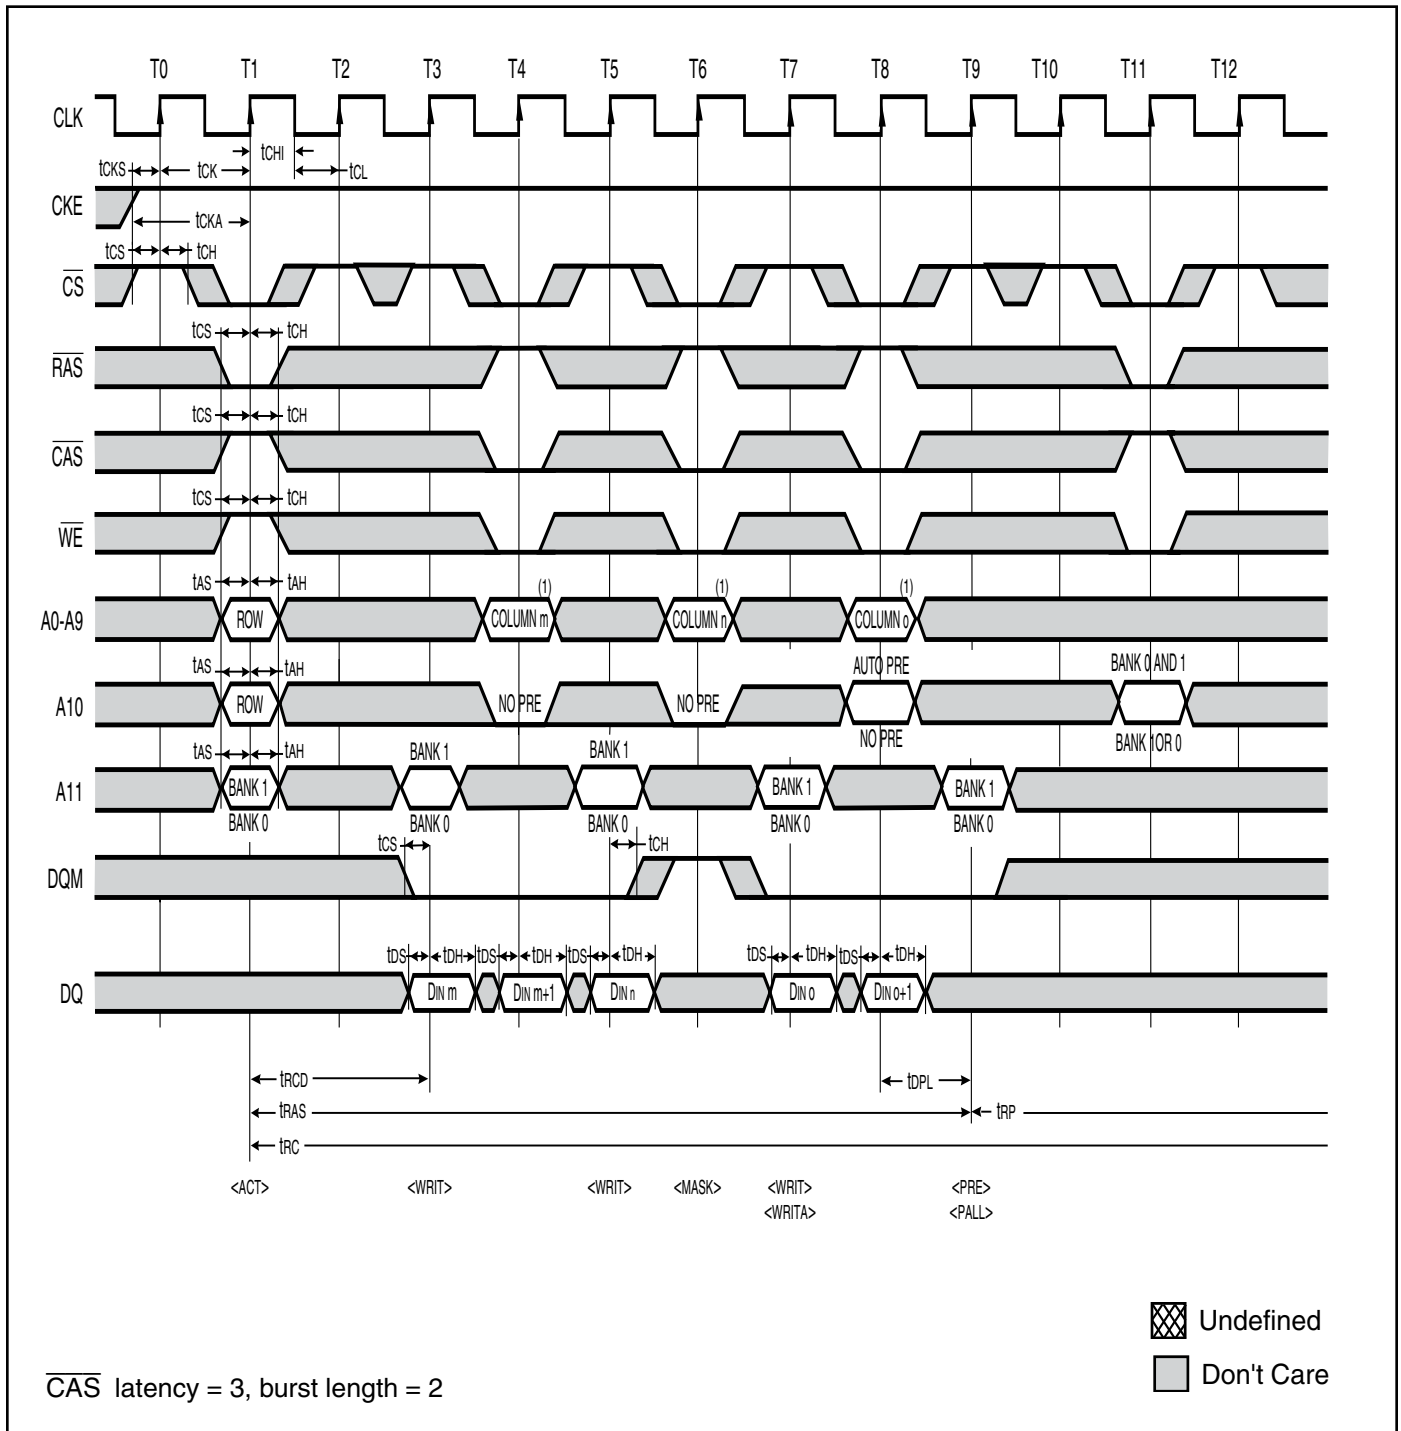 T0 T1 T2 T3 T4 T5 T6 T7 T8 T9 T10 T11 T12
CLK
tCHI
tCKS tCK tCL
CKE
tCKA
tCS tCH
CS
tCS tCH
RAS
tCS tCH
CAS
tCS tCH
WE
tAS tAH (1) (1) (1)
A0-A9 ROW COLUMN m COLUMN n COLUMN o
tAS tAH AUTO PRE BANK 0 AND 1
A10 ROW NO PRE NO PRE
NO PRE BANK 1OR 0
tAS tAH BANK 1 BANK 1
A11 BANK 1 BANK 1 BANK 1
BANK 0 BANK 0 BANK 0 BANK 0 BANK 0
tCS tCH
DQM
tDS tDH tDS tDH tDS tDH tDS tDH tDS tDH
DQ DIN m DIN m+1 DIN n DIN o DIN o+1
tRCD tDPL
tRAS tRP
tRC
<ACT> <WRIT> <WRIT> <MASK> <WRIT> <PRE>
<WRITA> <PALL>
Undefined
Don't Care
CAS latency = 3, burst length = 2